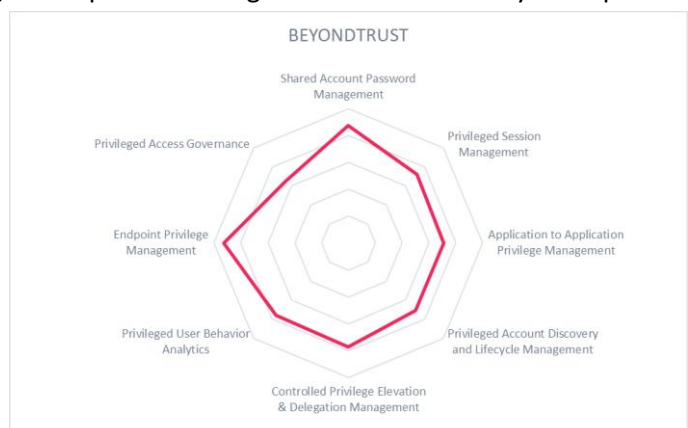 BEYONDTRUST
Shared Account Password
Management
Privileged Access Governance
Privileged Session
Management
Endpoint Privilege
Management
Application to Application
Privilege Management
Privileged User Behavior
Analytics
Privileged Account Discovery
and Lifecycle Management
Controlled Privilege Elevation
& Delegation Management